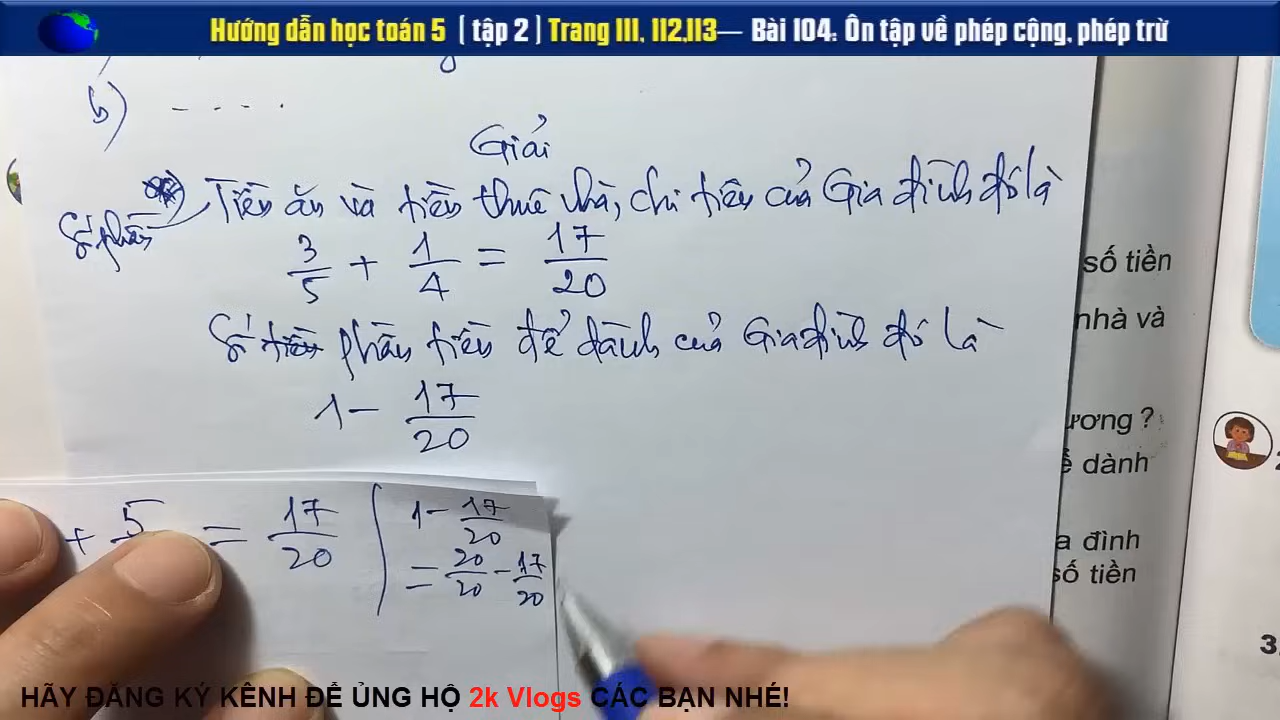 Hướng dẫn học toán 5 ( tập 2 ) Trang 111, 112,113— Bài 104: Ôn tập về phép cộng, phép trừ
b) - - - .
Giải
Số phần Tiền ăn và tiền thuê nhà, chi tiêu của Gia đình đó là
3/5 + 1/4 = 17/20
Số tiền phần tiền để dành của Gia đình đó là
1 - 17/20
+ 5 = 17/20
1 - 17/20
= 20/20 - 17/20
số tiền
nhà và
ương ?
dành
a đình
số tiền
3.
HÃY ĐĂNG KÝ KÊNH ĐỂ ỦNG HỘ 2k Vlogs CÁC BẠN NHÉ!